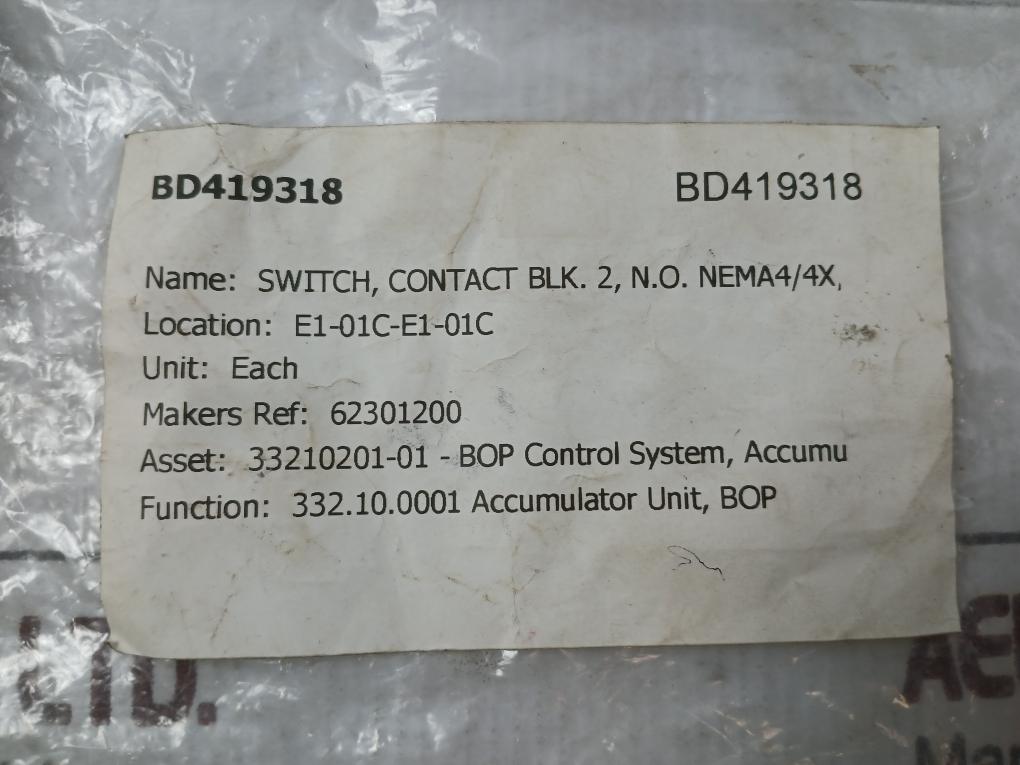 BD419318 BD419318
Name: SWITCH, CONTACT BLK. 2, N.O. NEMA4/4X,
Location: E1-01C-E1-01C
Unit: Each
Makers Ref: 62301200
Asset: 33210201-01 - BOP Control System, Accumu
Function: 332.10.0001 Accumulator Unit, BOP
LTD.